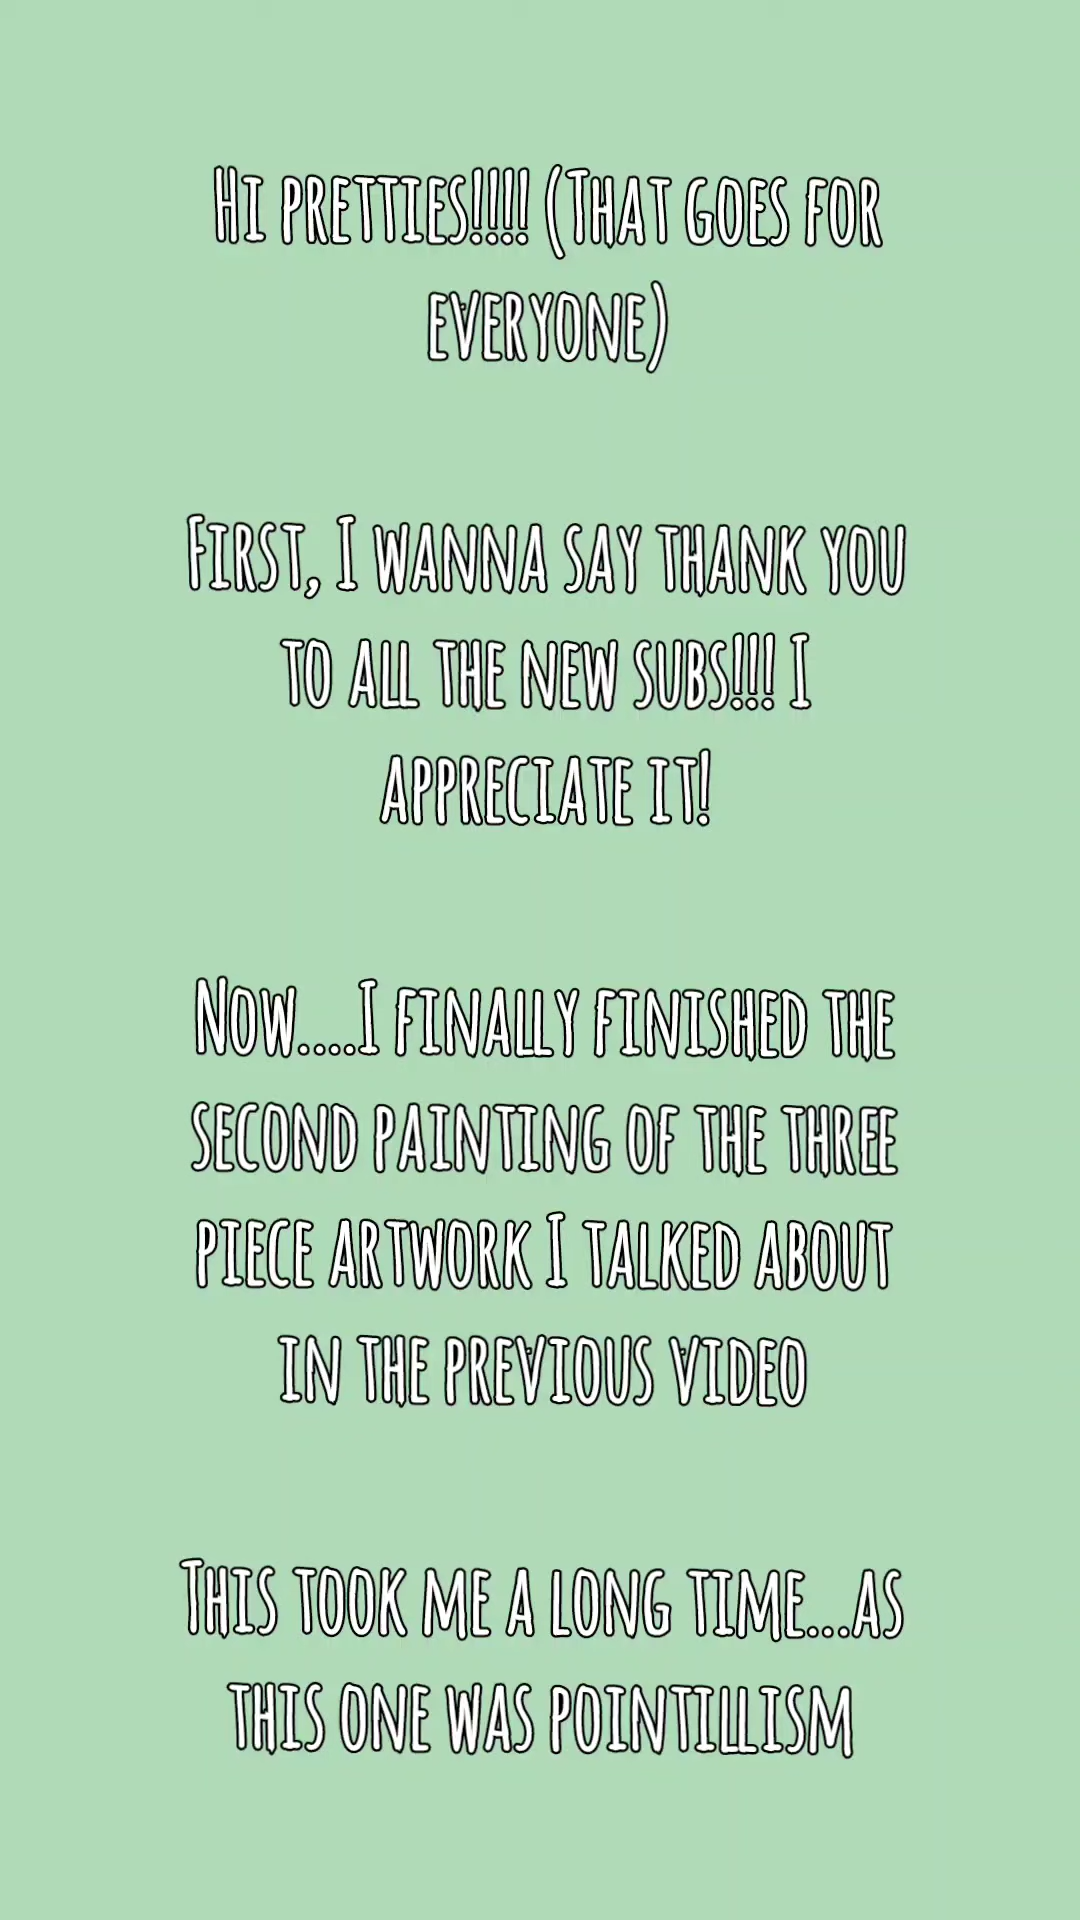 Hi pretties!!!! (That goes for
everyone)
First, I wanna say thank you
to all the new subs!!! I
appreciate it!
Now....I finally finished the
second painting of the three
piece artwork I talked about
in the previous video
This took me a long time...as
this one was pointillism